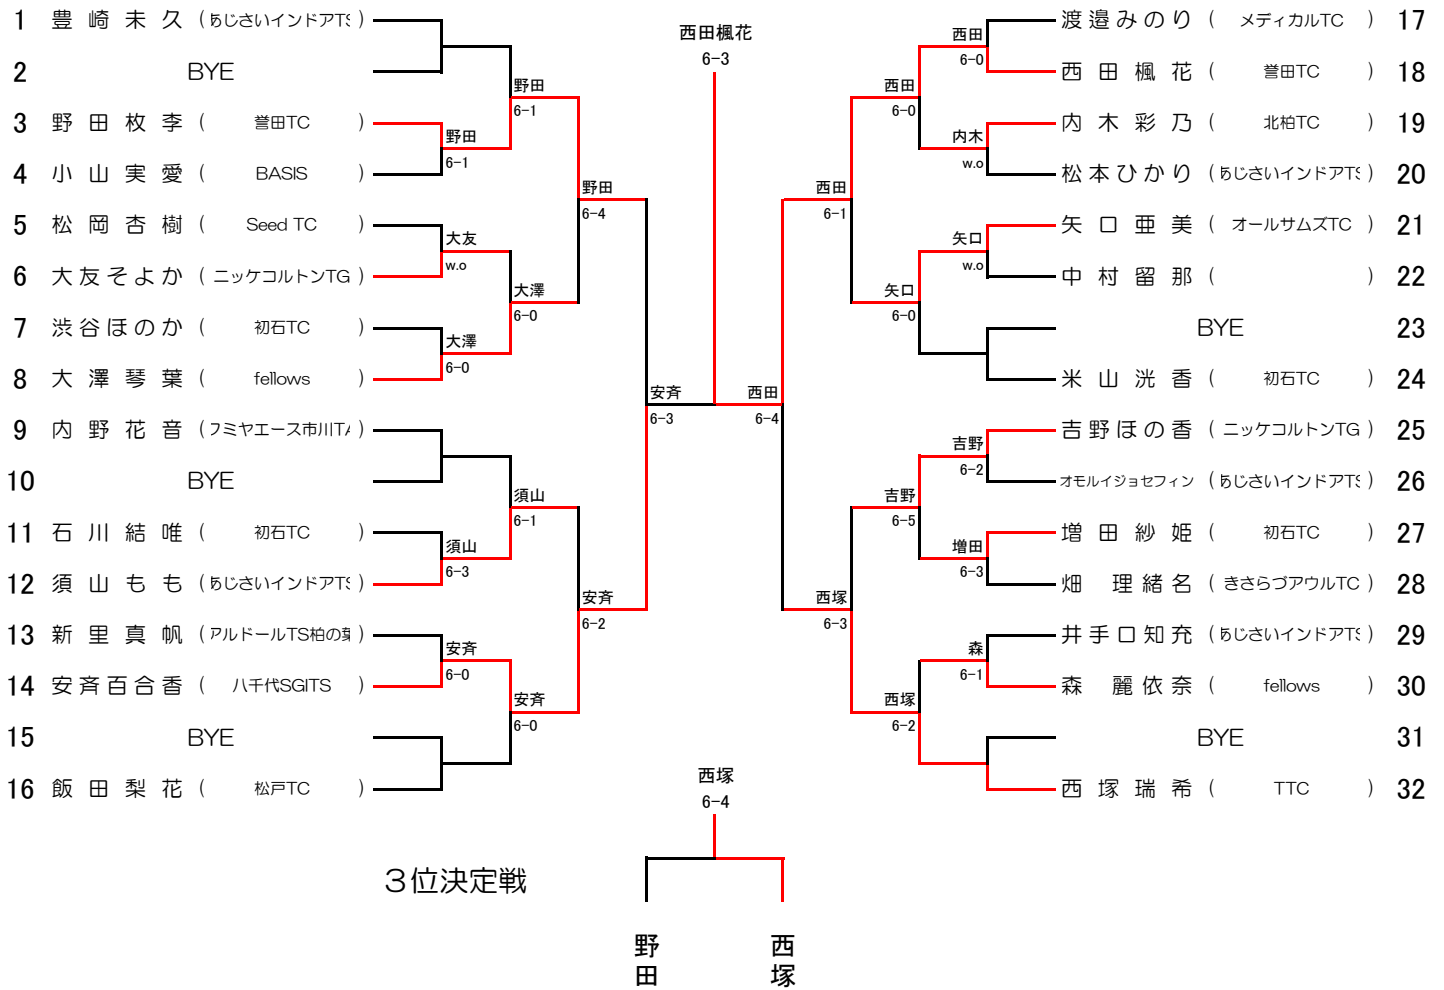 1 豊崎未久 (あじさいインドアTS
2 BYE
3 野田枚李 ( 誉田TC )
4 小山実愛 ( BASIS )
5 松岡杏樹 ( Seed TC )
6 大友そよか ( ニッケコルトンTG )
7 渋谷ほのか ( 初石TC )
8 大澤琴葉 ( fellows )
9 内野花音 (フミヤエース市川TA
10 BYE
11 石川結唯 ( 初石TC )
12 須山もも (あじさいインドアTS
13 新里真帆 (アルドールTS柏の葉
14 安斉百合香 ( 八千代SGITS )
15 BYE
16 飯田梨花 ( 松戸TC )
野田
6-1
大友
w.o
大澤
6-0
須山
6-3
安斉
6-0
野田
6-1
大澤
6-0
須山
6-1
安斉
6-0
野田
6-4
安斉
6-2
安斉
6-3
西田楓花
6-3
西田
6-4
西田
6-1
西塚
6-3
西田
6-0
矢口
6-0
吉野
6-5
西塚
6-2
西田
6-0
内木
w.o
矢口
w.o
吉野
6-2
増田
6-3
森
6-1
渡邉みのり ( メディカルTC ) 17
西田楓花 ( 誉田TC ) 18
内木彩乃 ( 北柏TC ) 19
松本ひかり (あじさいインドアTS) 20
矢口亜美 ( オールサムズTC ) 21
中村留那 ( ) 22
BYE 23
米山洸香 ( 初石TC ) 24
吉野ほの香 ( ニッケコルトンTG ) 25
オモルイジョセフィン (あじさいインドアTS) 26
増田紗姫 ( 初石TC ) 27
畑 理緒名 ( きさらづアウルTC ) 28
井手口知充 (あじさいインドアTS) 29
森 麗依奈 ( fellows ) 30
BYE 31
西塚瑞希 ( TTC ) 32
西塚
6-4
3位決定戦
野田
西塚